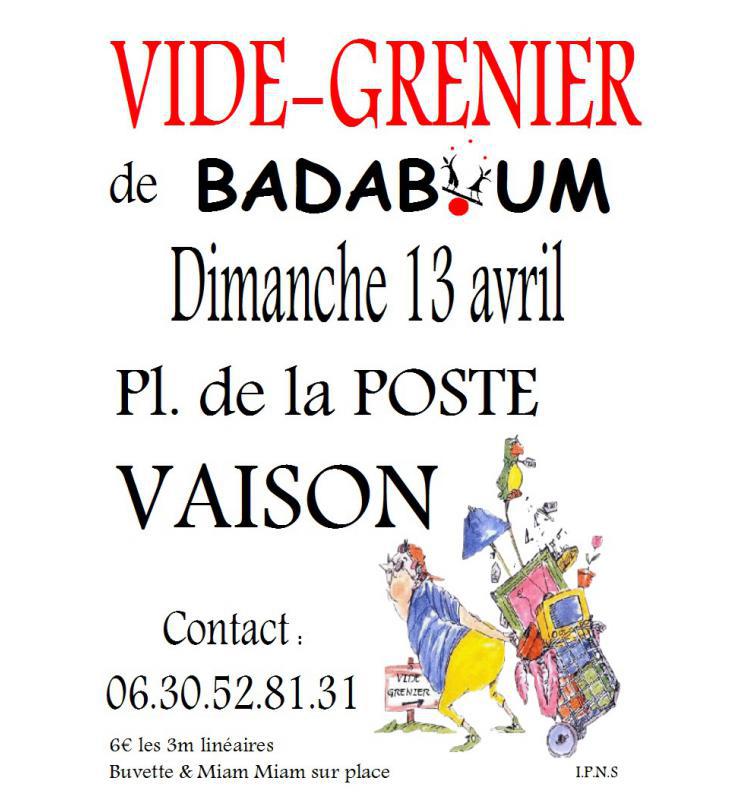 VIDE-GRENIER
de BADABOUM
Dimanche 13 avril
Pl. de la POSTE
VAISON
Contact :
06.30.52.81.31
VIDE
GRENIER
6€ les 3m linéaires
Buvette & Miam Miam sur place
I.P.N.S